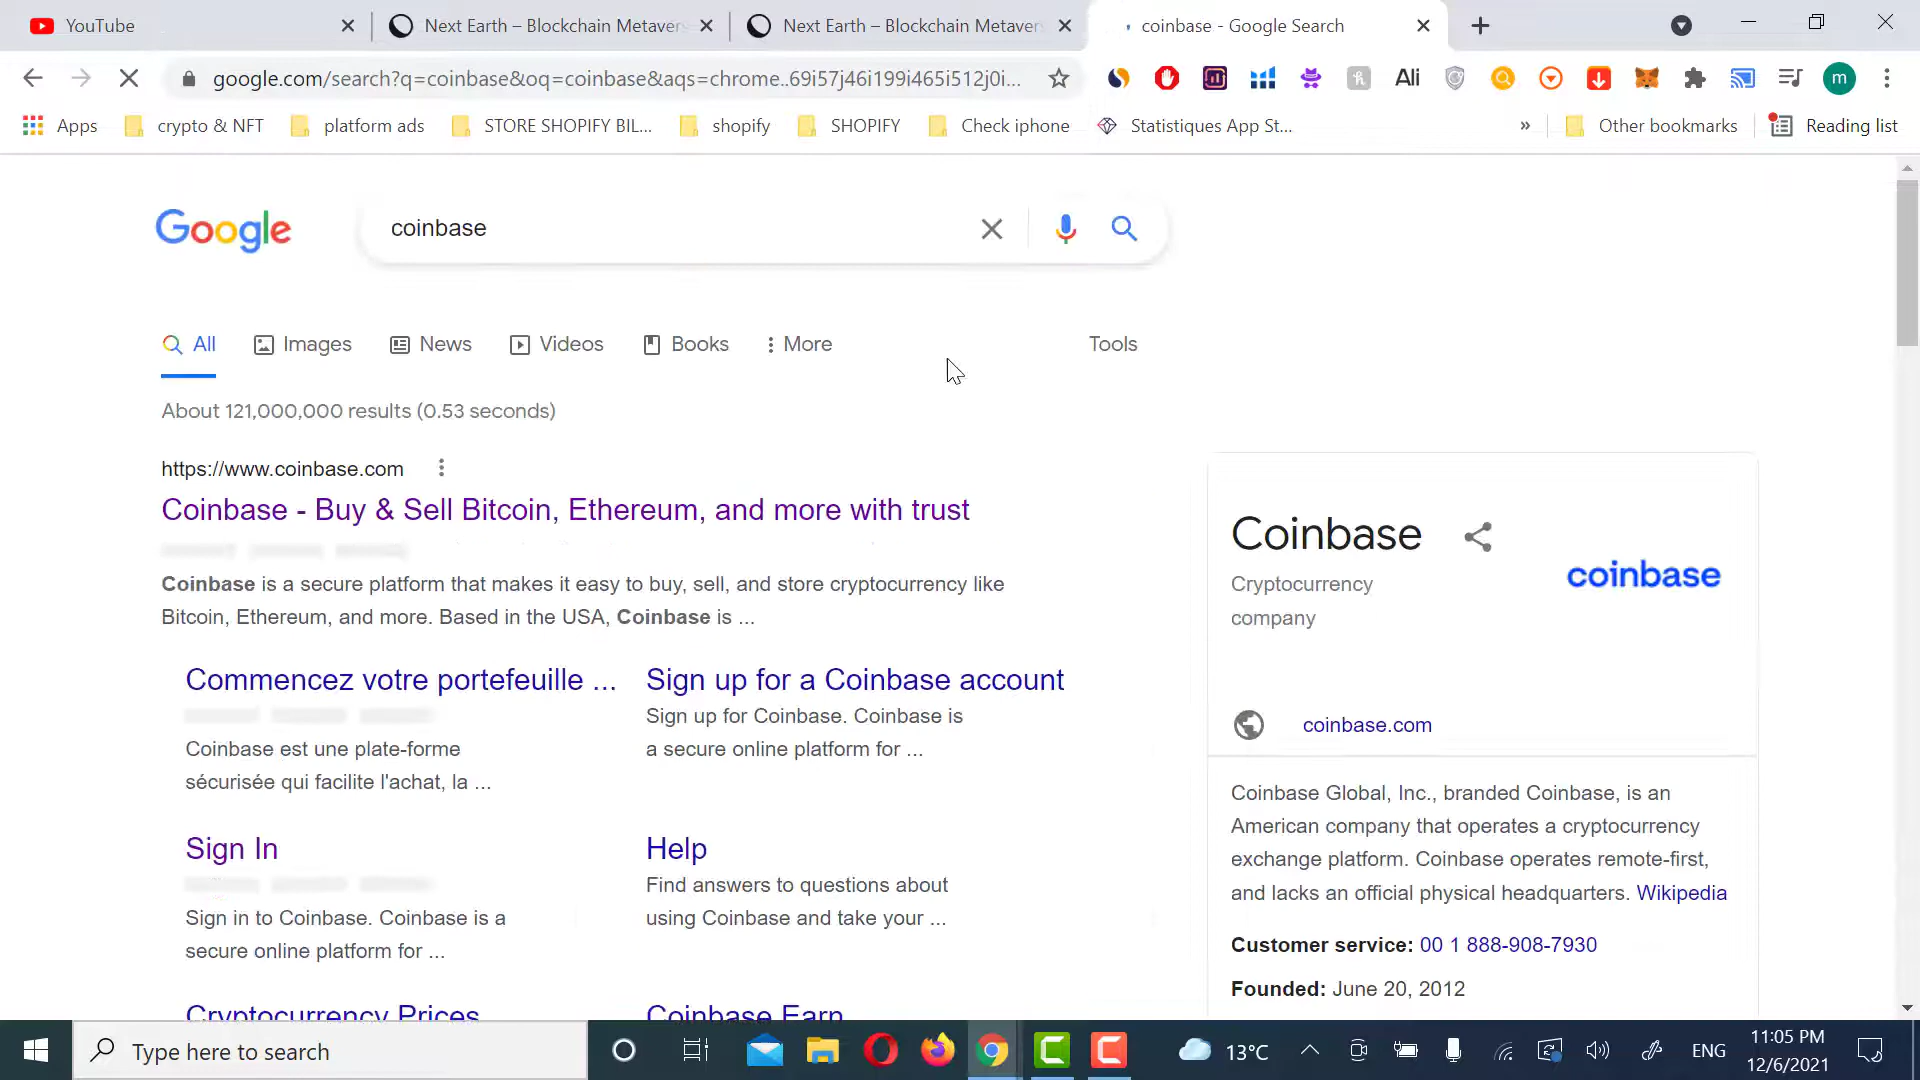 YouTube
Next Earth – Blockchain Metavers
Next Earth – Blockchain Metaver
coinbase - Google Search
google.com/search?q=coinbase&oq=coinbase&aqs=chrome..69i57j46i199i465i512j0i...
Ali
m
Apps
crypto & NFT
platform ads
STORE SHOPIFY BIL...
shopify
SHOPIFY
Check iphone
Statistiques App St...
»
Other bookmarks
Reading list
Google
coinbase
All
Images
News
Videos
Books
More
Tools
About 121,000,000 results (0.53 seconds)
https://www.coinbase.com
Coinbase - Buy & Sell Bitcoin, Ethereum, and more with trust
Coinbase is a secure platform that makes it easy to buy, sell, and store cryptocurrency like
Bitcoin, Ethereum, and more. Based in the USA, Coinbase is ...
Commencez votre portefeuille ...
Coinbase est une plate-forme
sécurisée qui facilite l'achat, la ...
Sign up for a Coinbase account
Sign up for Coinbase. Coinbase is
a secure online platform for ...
Sign In
Sign in to Coinbase. Coinbase is a
secure online platform for ...
Help
Find answers to questions about
using Coinbase and take your ...
Cryptocurrency Prices
Coinbase Earn
Coinbase
Cryptocurrency
company
coinbase
coinbase.com
Coinbase Global, Inc., branded Coinbase, is an
American company that operates a cryptocurrency
exchange platform. Coinbase operates remote-first,
and lacks an official physical headquarters. Wikipedia
Customer service: 00 1 888-908-7930
Founded: June 20, 2012
Type here to search
13°C
ENG
11:05 PM
12/6/2021